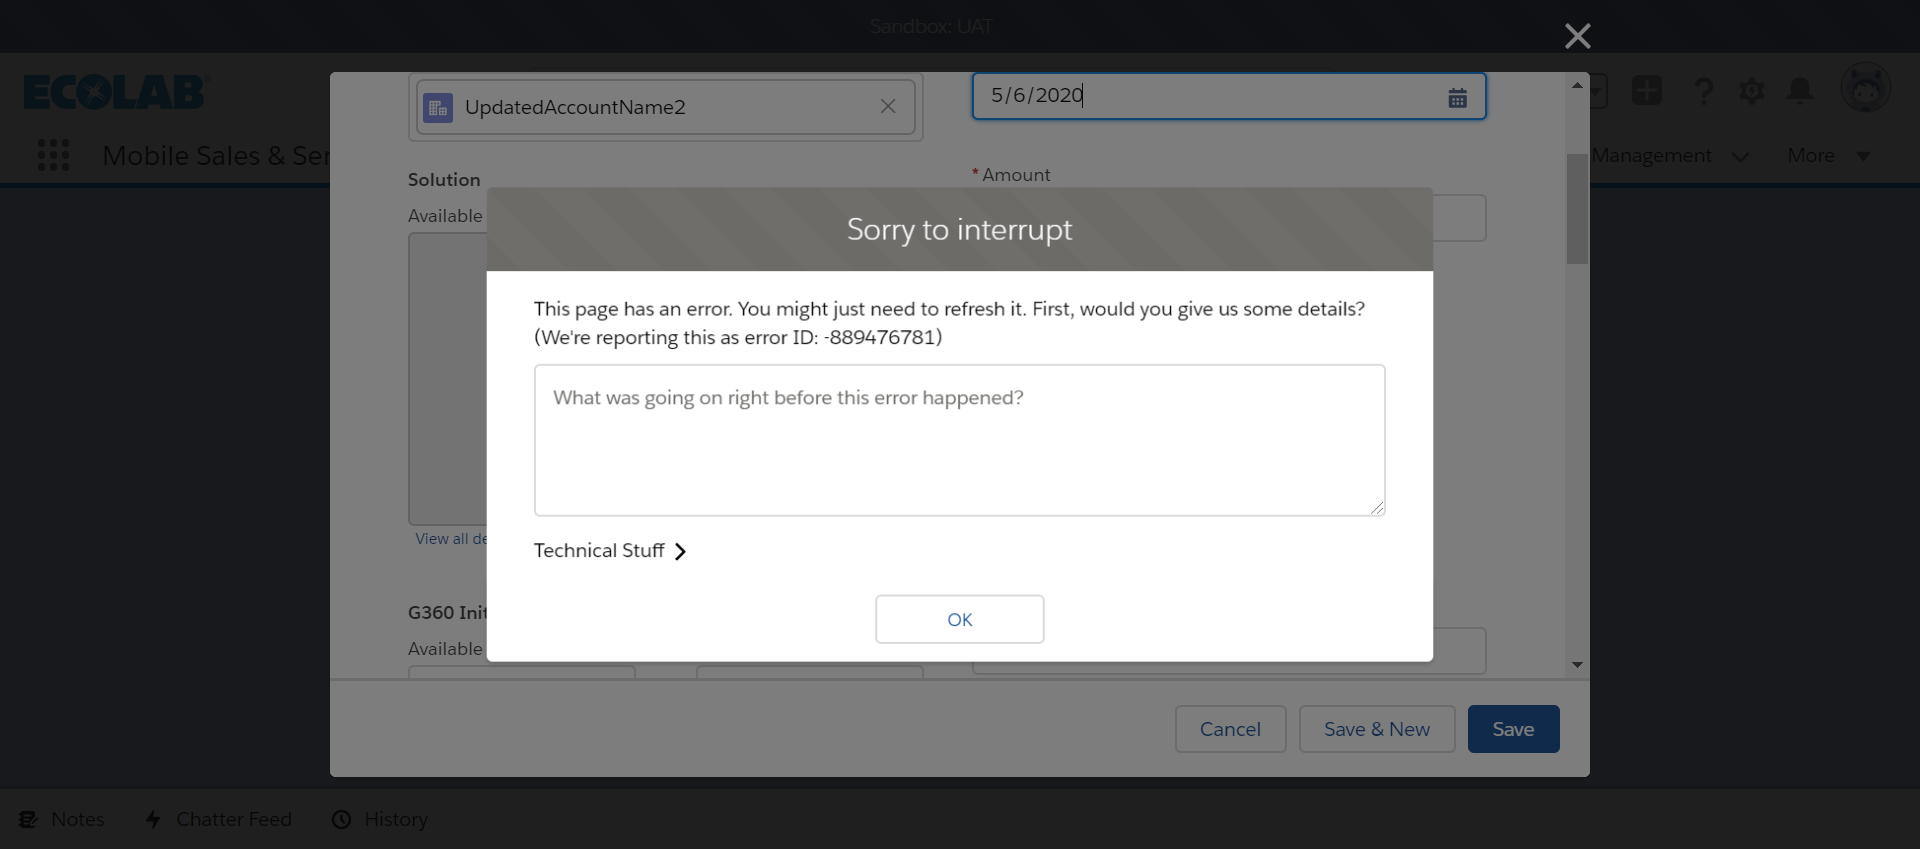 Sandbox: UAT
ECOLAB
Mobile Sales & Ser
Management
More
UpdatedAccountName2
5/6/2020
Solution
* Amount
Available
Sorry to interrupt
This page has an error. You might just need to refresh it. First, would you give us some details?
(We're reporting this as error ID: -889476781)
What was going on right before this error happened?
View all de
Technical Stuff
OK
G360 Init
Available
Cancel
Save & New
Save
Notes
Chatter Feed
History